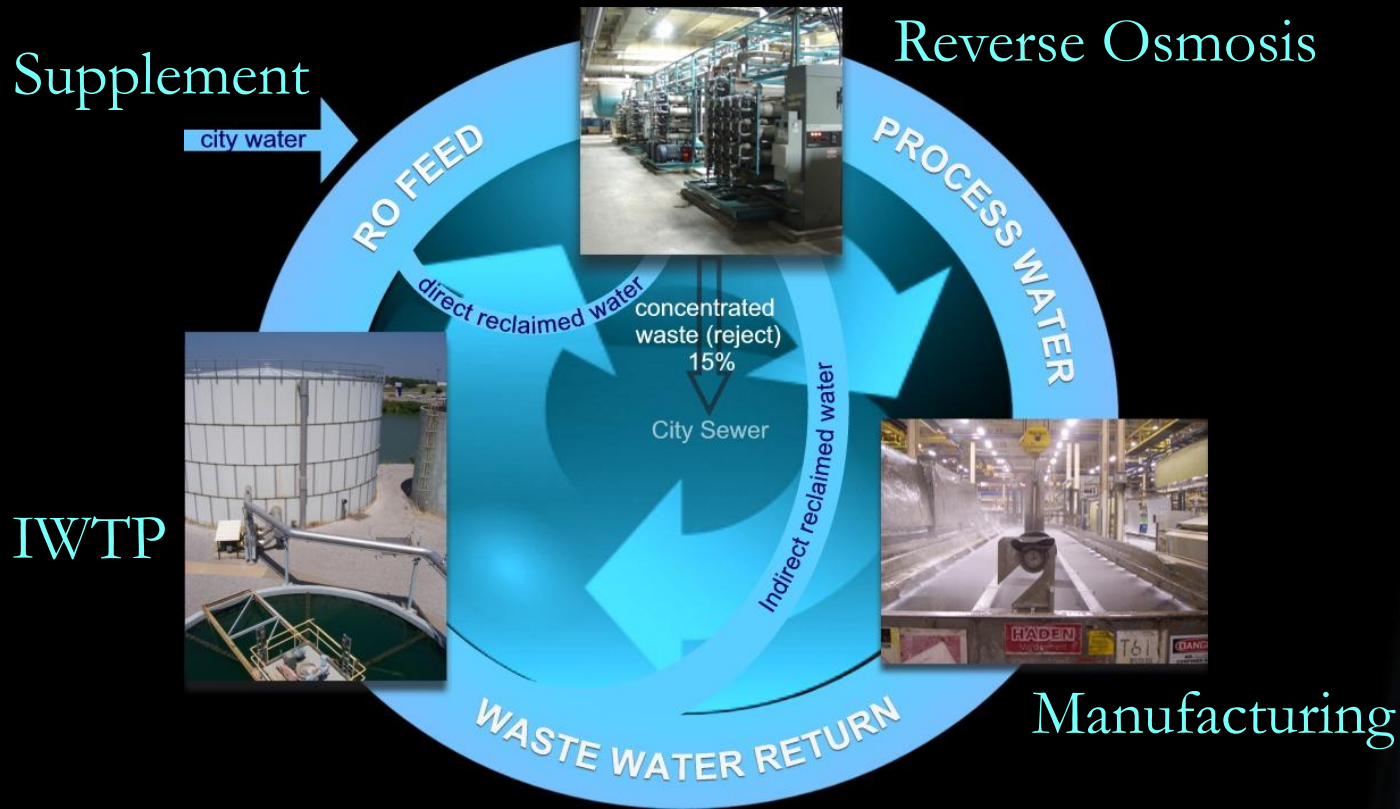 Reverse Osmosis
Supplement
city water
RO FEED
PROCESS WATER
direct reclaimed water
concentrated
waste (reject)
15%
City Sewer
Indirect reclaimed water
IWTP
HADEN
T611
Manufacturing
WASTE WATER RETURN